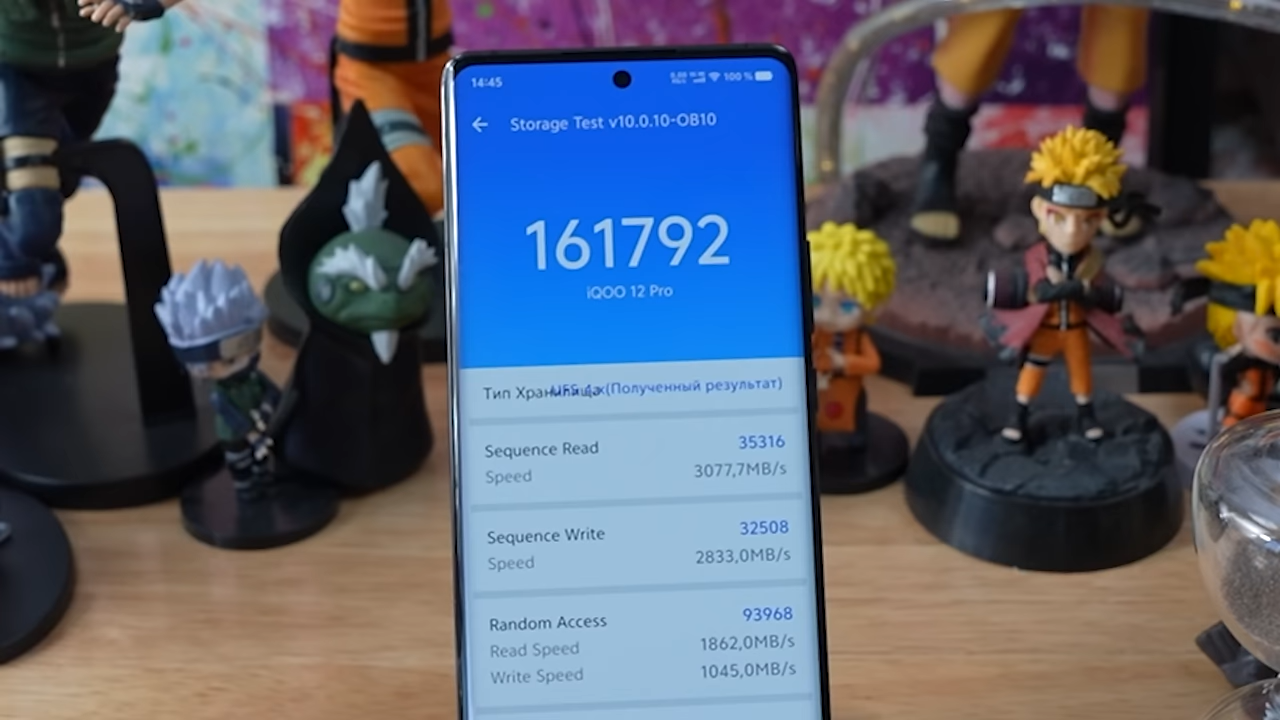 14:45
100 %
Storage Test v10.0.10-OB10
161792
iQOO 12 Pro
Тип Хранилища UFS 4.x(Полученный результат)
Sequence Read 35316
Speed 3077,7MB/s
Sequence Write 32508
Speed 2833,0MB/s
Random Access 93968
Read Speed 1862,0MB/s
Write Speed 1045,0MB/s